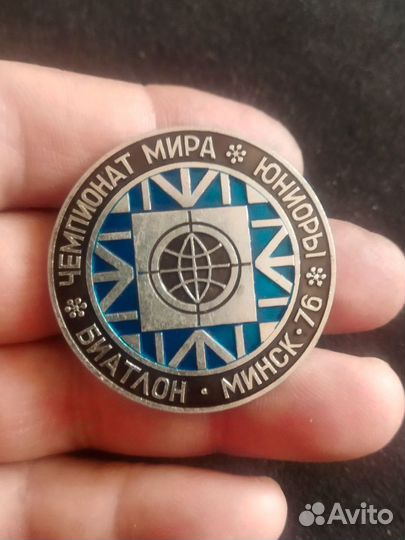 ЧЕМПИОНАТ МИРА * ЮНИОРЫ *
БИАТЛОН · МИНСК · 76
Avito